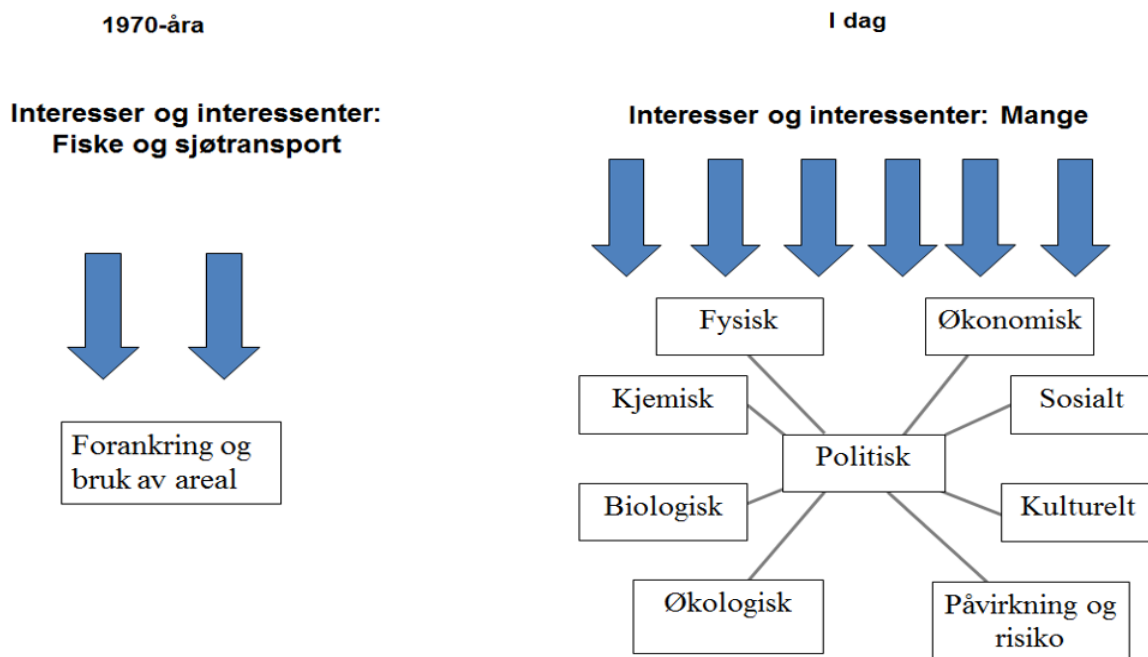 1970-åra
Interesser og interessenter:
Fiske og sjøtransport
Forankring og
bruk av areal
I dag
Interesser og interessenter: Mange
Fysisk
Økonomisk
Kjemisk
Sosialt
Politisk
Biologisk
Kulturelt
Økologisk
Påvirkning og
risiko